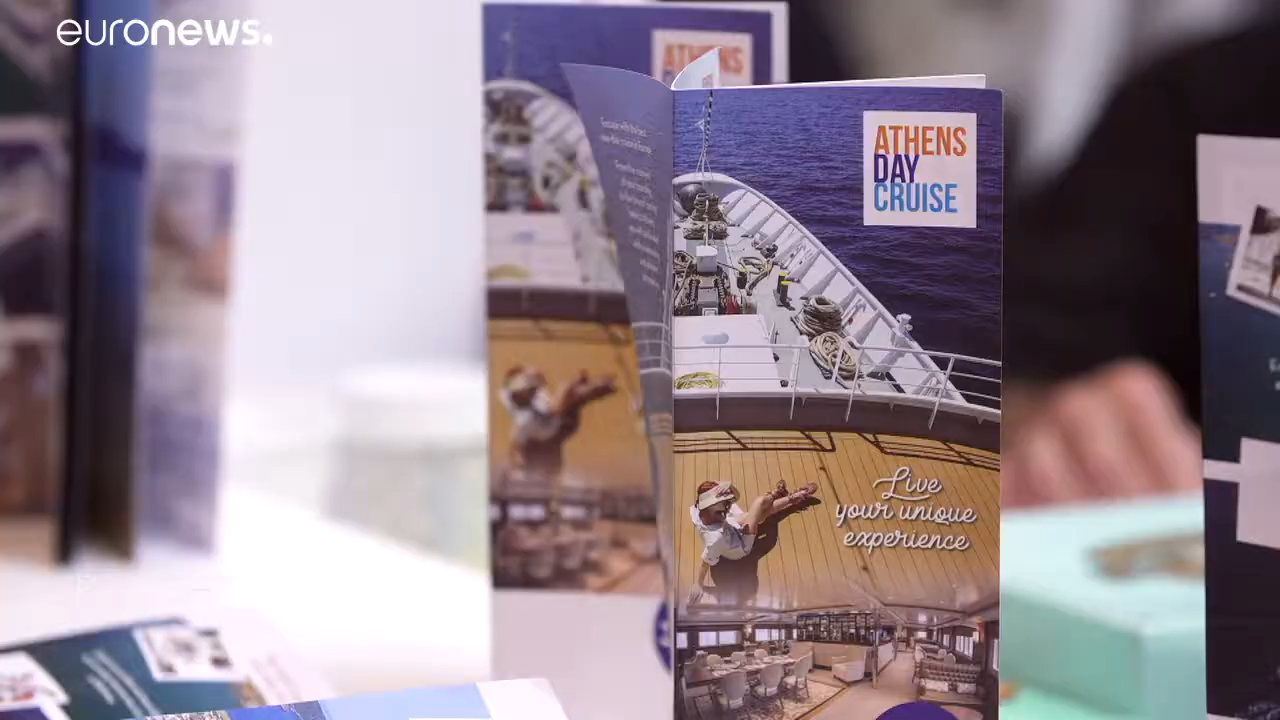 euronews.
ATHENS
ATHENS
DAY
CRUISE
Live
your unique
experience